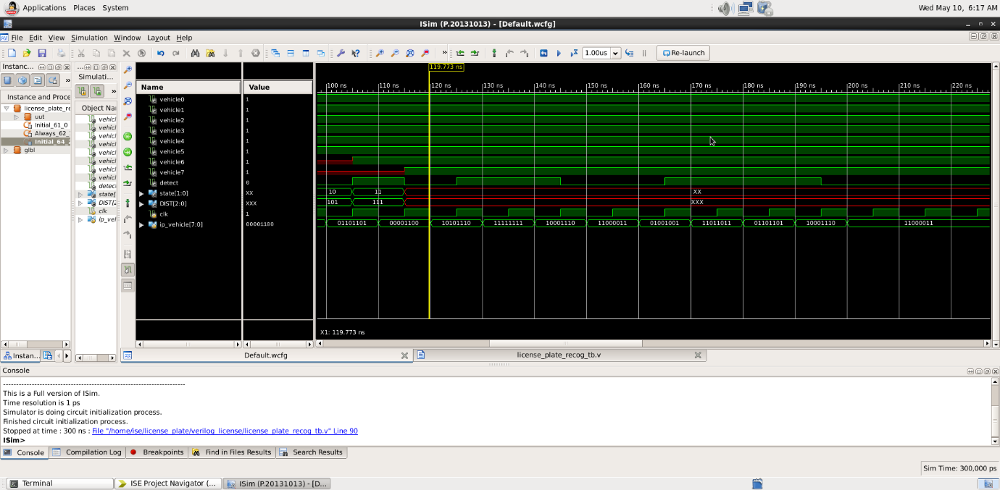 Applications Places System Wed May 10, 6:17 AM
ISim (P.20131013) - [Default.wcfg]
File Edit View Simulation Window Layout Help
1.00us Re-launch
Instanc...
Simulati...
Instance and Proce
license_plate_re
uut
Initial_61_0
Always_62_
Initial_64_2
glbl
Object Na
vehicl
vehicl
vehicl
vehicl
vehicl
vehicl
vehicl
vehicl
detec
state[
DIST[2
clk
ip_vel
Name Value
vehicle0 1
vehicle1 1
vehicle2 1
vehicle3 1
vehicle4 1
vehicle5 1
vehicle6 1
vehicle7 1
detect 0
state[1:0] XX
DIST[2:0] XXX
clk 1
ip_vehicle[7:0] 00001100
119.773 ns
100 ns 110 ns 120 ns 130 ns 140 ns 150 ns 160 ns 170 ns 180 ns 190 ns 200 ns 210 ns 220 ns
10 11 XX
101 111 XXX
01101101 00001100 10101110 11111111 10001110 11000011 01001001 11011011 01101101 10001110 11000011
X1: 119.773 ns
Instan...
Default.wcfg license_plate_recog_tb.v
Console
This is a Full version of ISim.
Time resolution is 1 ps
Simulator is doing circuit initialization process.
Finished circuit initialization process.
Stopped at time : 300 ns : File "/home/ise/license_plate/verilog_license/license_plate_recog_tb.v" Line 90
ISim>
Console Compilation Log Breakpoints Find in Files Results Search Results
Sim Time: 300,000 ps
Terminal ISE Project Navigator (... ISim (P.20131013) - [D...